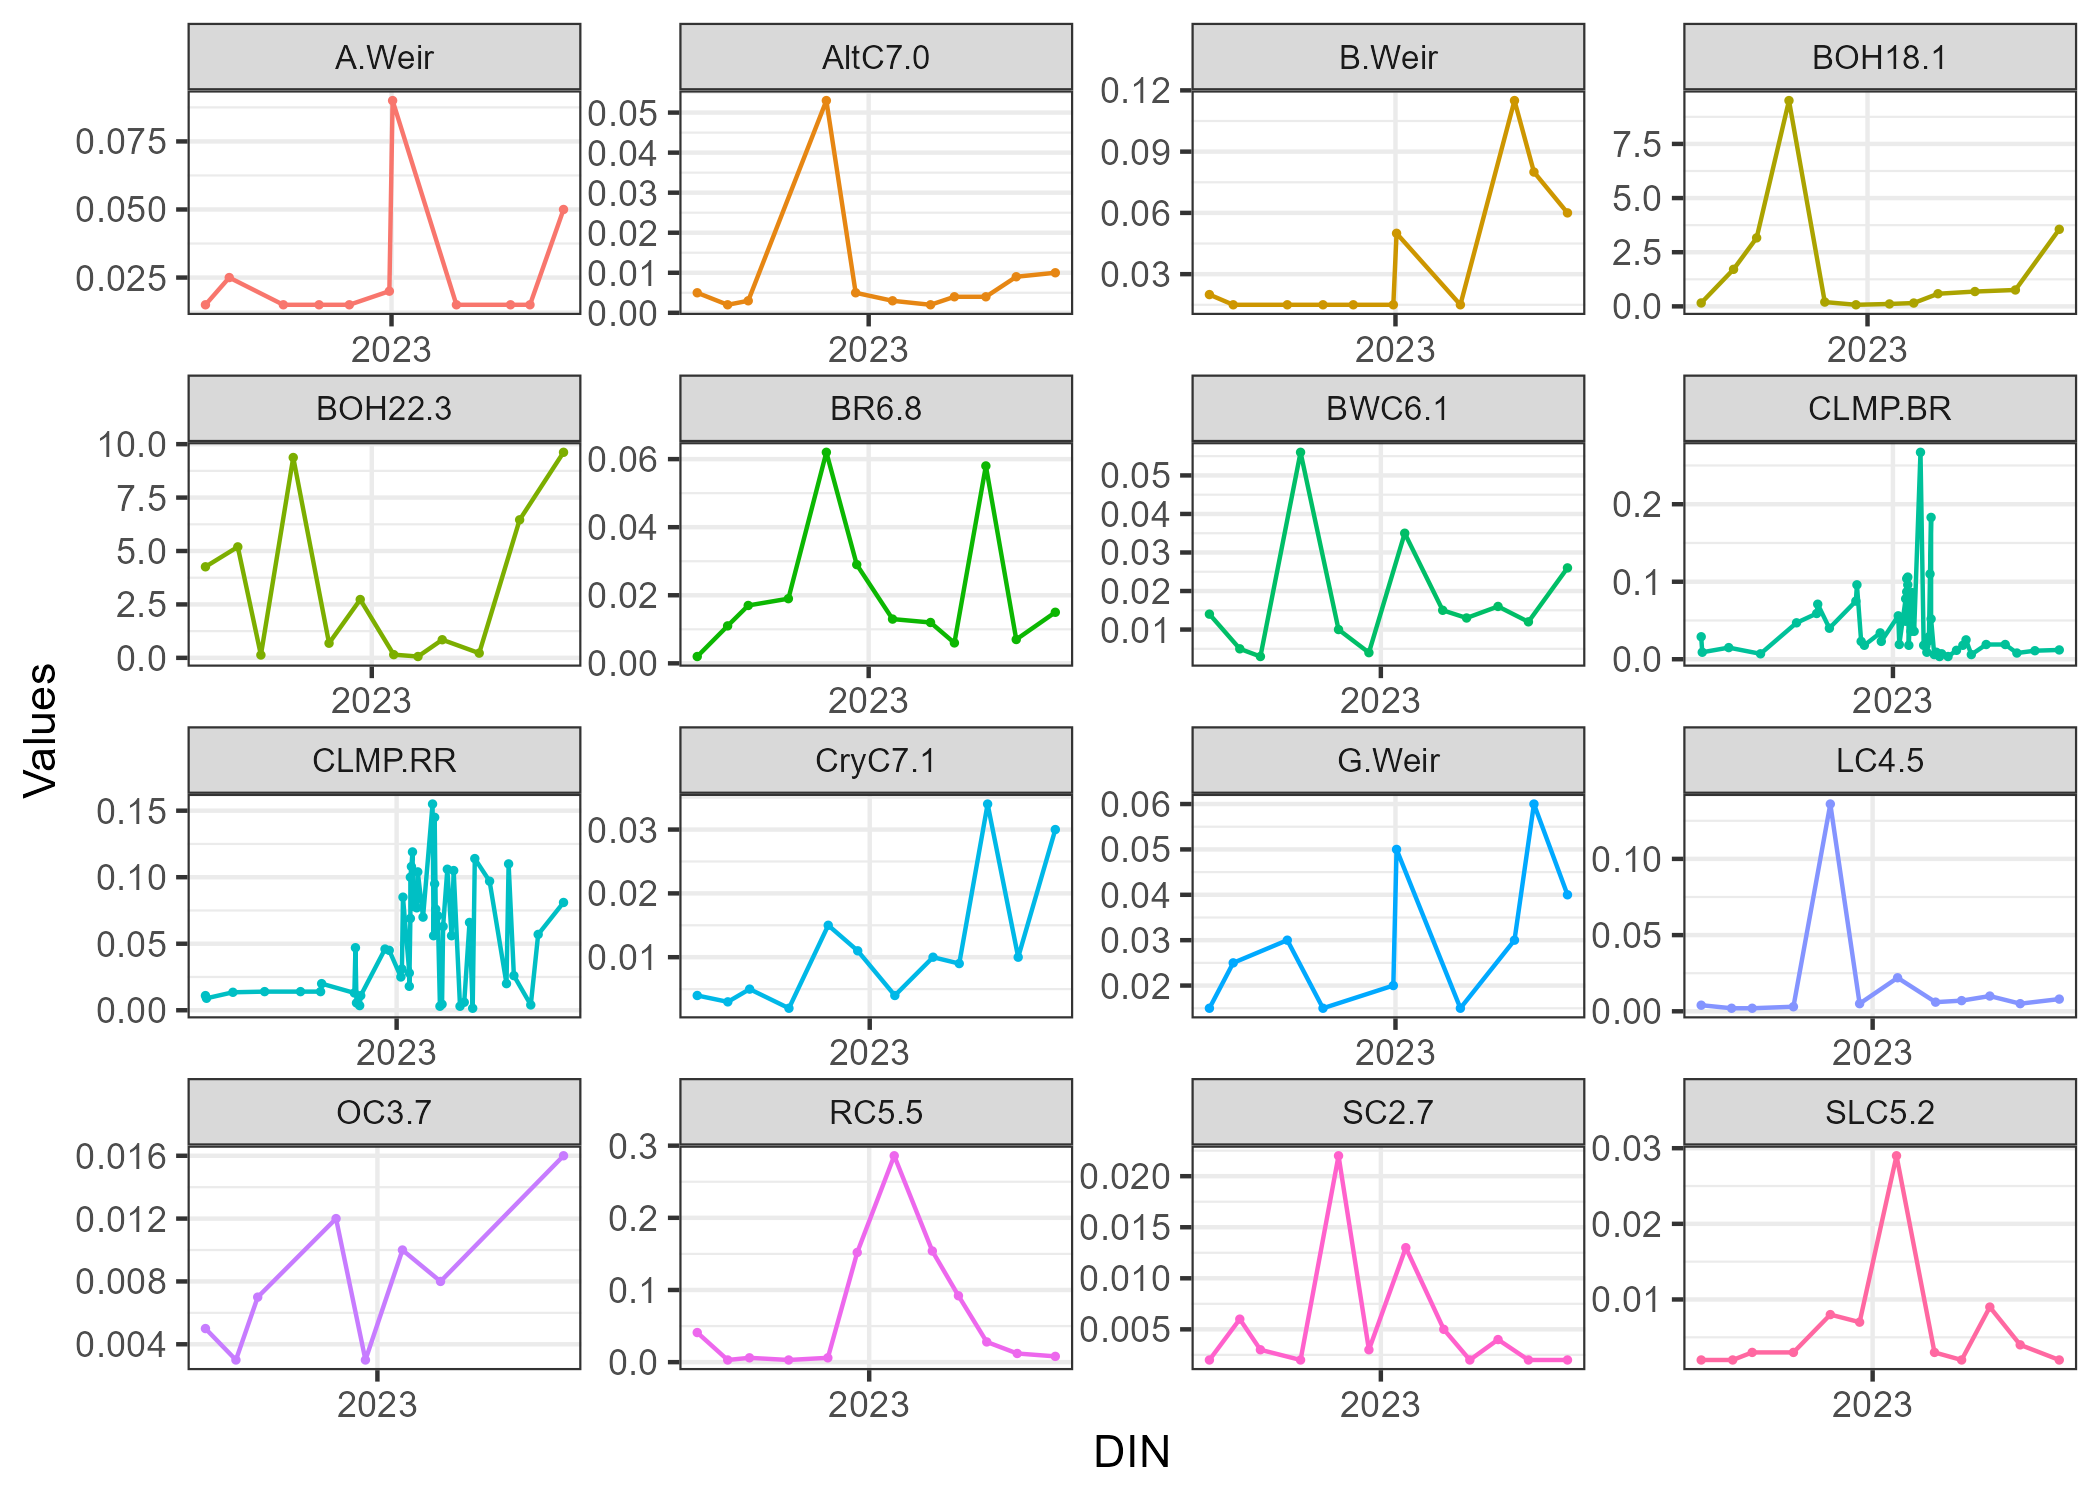 A.Weir AltC7.0 B.Weir BOH18.1
0.075 0.050 0.025
0.05 0.04 0.03 0.02 0.01 0.00
0.12 0.09 0.06 0.03
7.5 5.0 2.5 0.0
2023 2023 2023 2023
BOH22.3 BR6.8 BWC6.1 CLMP.BR
10.0 7.5 5.0 2.5 0.0
0.06 0.04 0.02 0.00
0.05 0.04 0.03 0.02 0.01
0.2 0.1 0.0
2023 2023 2023 2023
Values
CLMP.RR CryC7.1 G.Weir LC4.5
0.15 0.10 0.05 0.00
0.03 0.02 0.01
0.06 0.05 0.04 0.03 0.02
0.10 0.05 0.00
2023 2023 2023 2023
OC3.7 RC5.5 SC2.7 SLC5.2
0.016 0.012 0.008 0.004
0.3 0.2 0.1 0.0
0.020 0.015 0.010 0.005
0.03 0.02 0.01
2023 2023 2023 2023
DIN